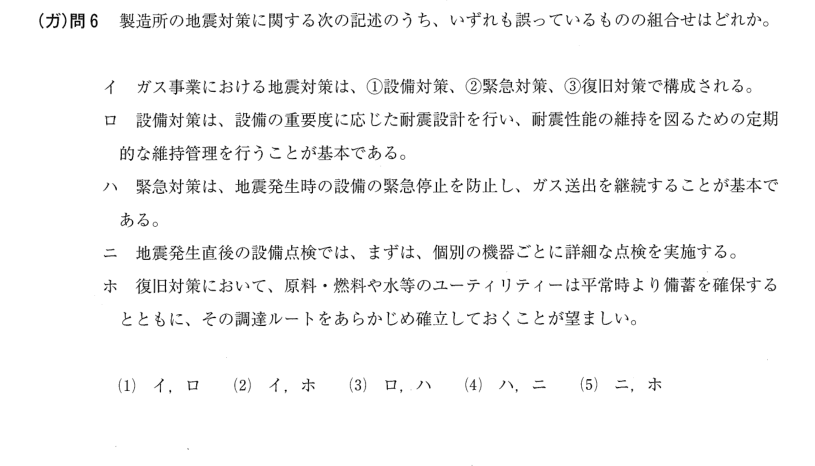 (ガ)問6　製造所の地震対策に関する次の記述のうち、いずれも誤っているものの組合せはどれか。
イ　ガス事業における地震対策は、①設備対策、②緊急対策、③復旧対策で構成される。
ロ　設備対策は、設備の重要度に応じた耐震設計を行い、耐震性能の維持を図るための定期
的な維持管理を行うことが基本である。
ハ　緊急対策は、地震発生時の設備の緊急停止を防止し、ガス送出を継続することが基本で
ある。
ニ　地震発生直後の設備点検では、まずは、個別の機器ごとに詳細な点検を実施する。
ホ　復旧対策において、原料・燃料や水等のユーティリティーは平常時より備蓄を確保する
とともに、その調達ルートをあらかじめ確立しておくことが望ましい。
(1)　イ，ロ　　(2)　イ，ホ　　(3)　ロ，ハ　　(4)　ハ，ニ　　(5)　ニ，ホ